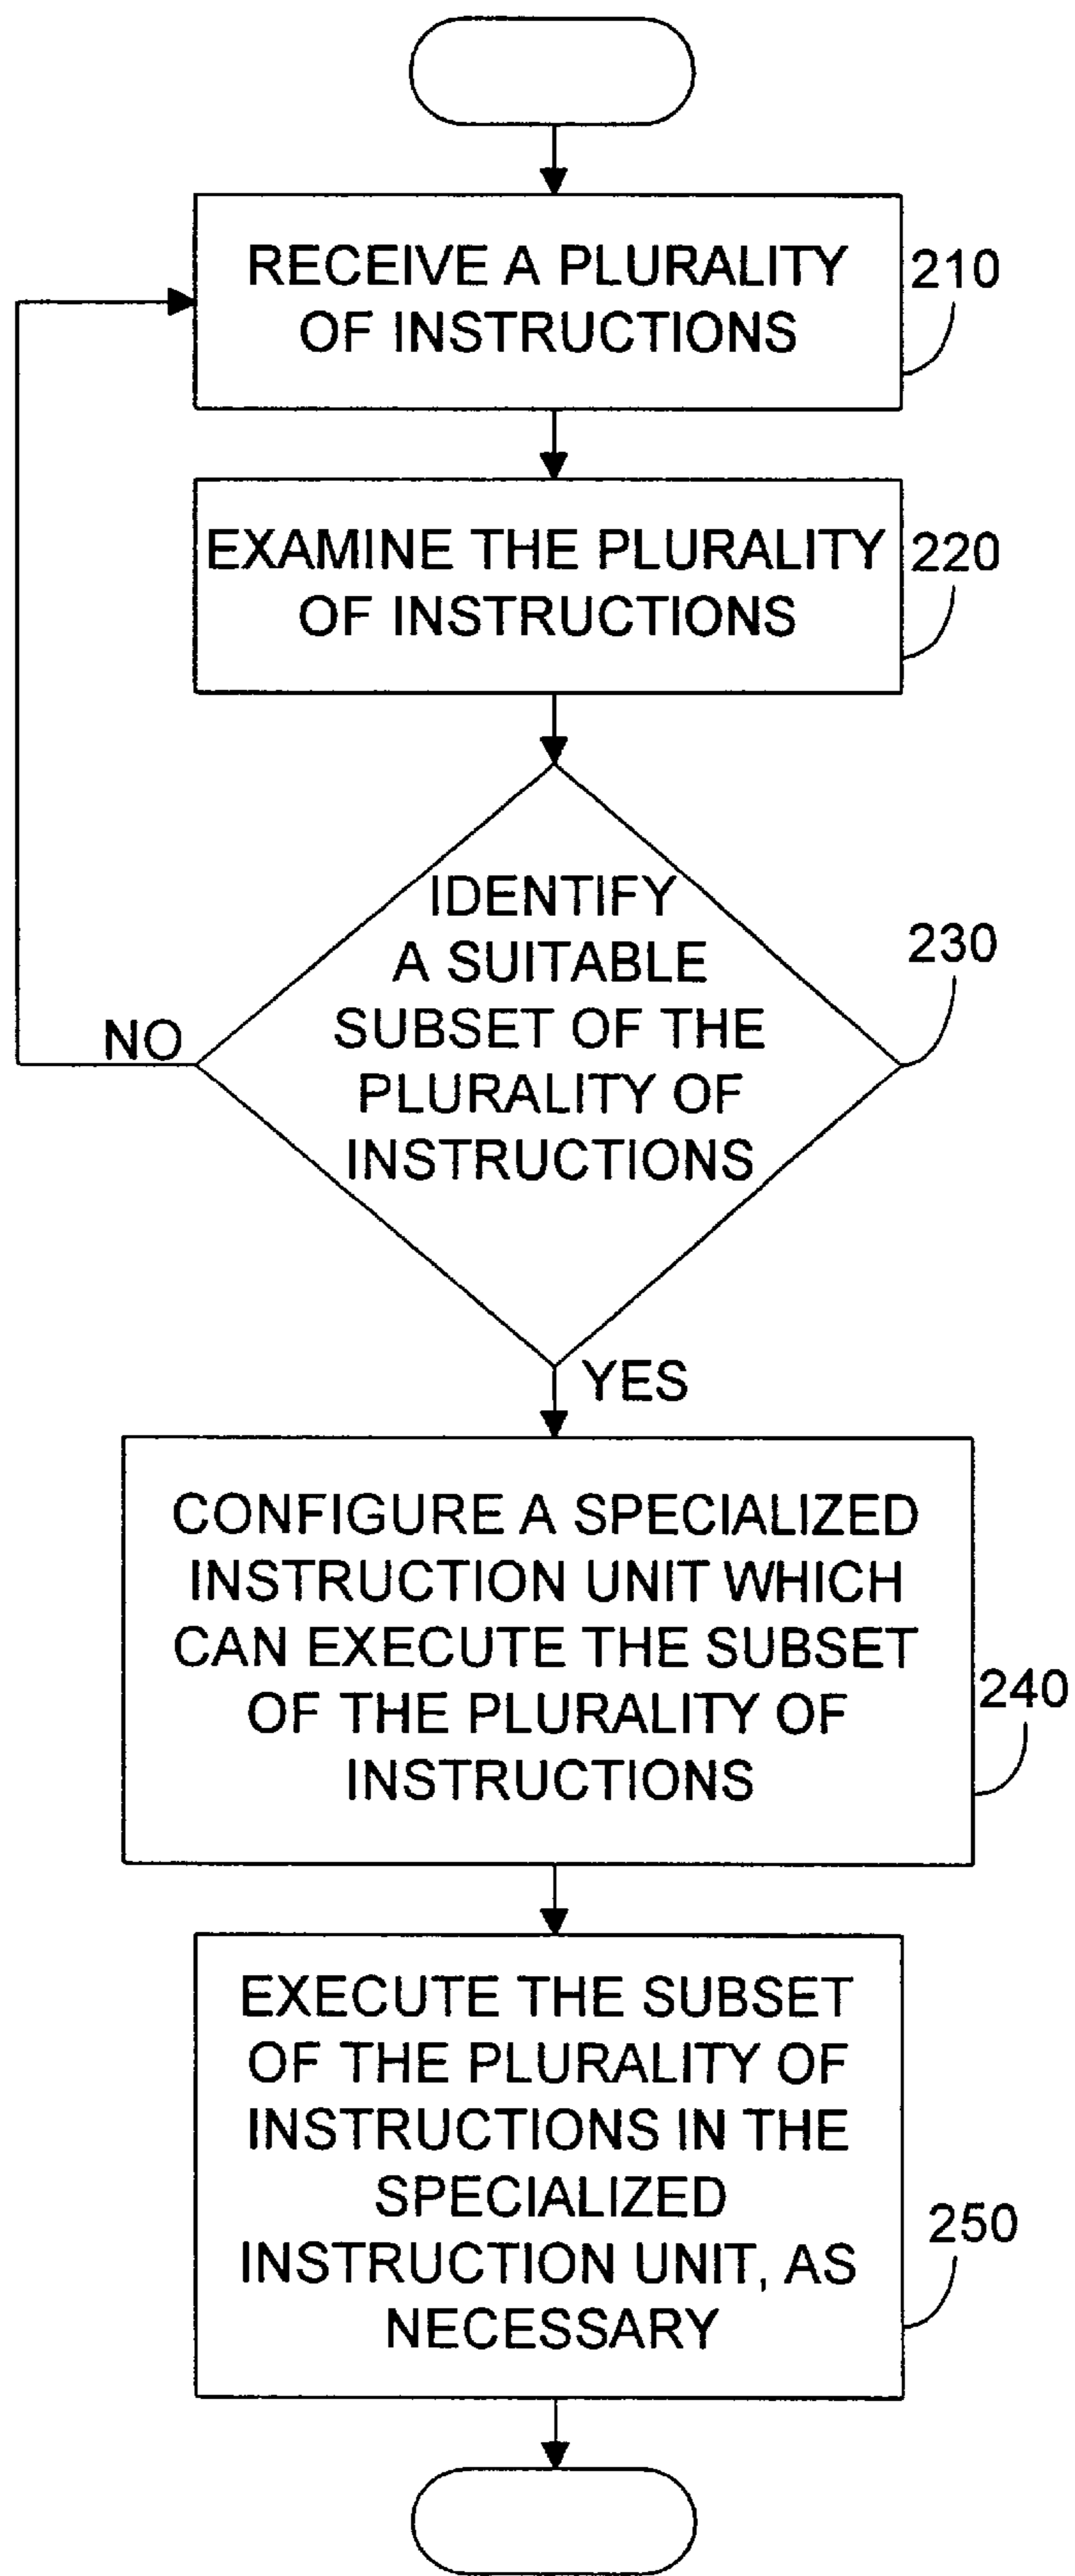 RECEIVE A PLURALITY
OF INSTRUCTIONS
210
EXAMINE THE PLURALITY
OF INSTRUCTIONS
220
IDENTIFY
A SUITABLE
SUBSET OF THE
PLURALITY OF
INSTRUCTIONS
230
NO
YES
CONFIGURE A SPECIALIZED
INSTRUCTION UNIT WHICH
CAN EXECUTE THE SUBSET
OF THE PLURALITY OF
INSTRUCTIONS
240
EXECUTE THE SUBSET
OF THE PLURALITY OF
INSTRUCTIONS IN THE
SPECIALIZED
INSTRUCTION UNIT, AS
NECESSARY
250